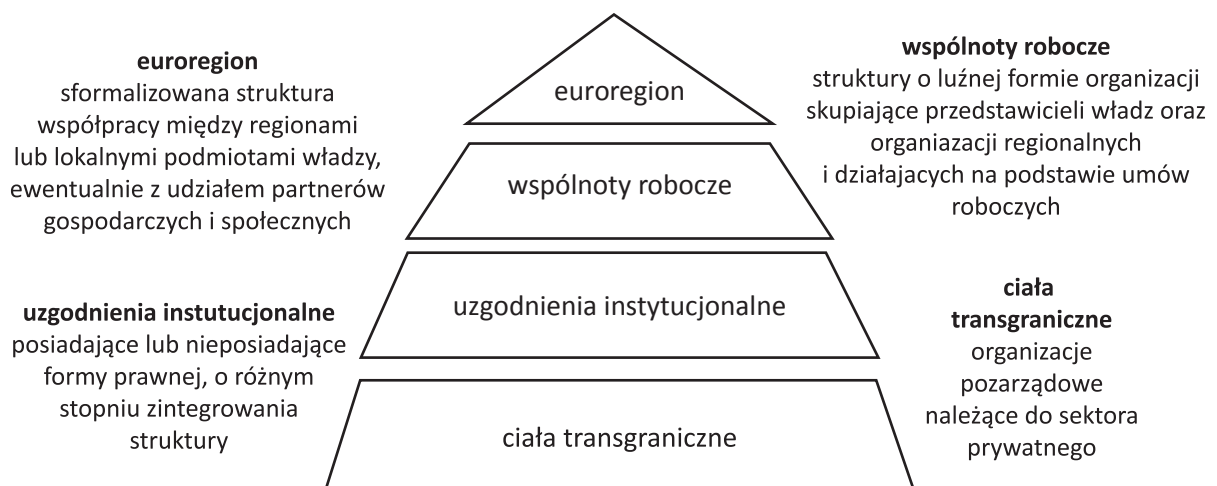 euroregion
sformalizowana struktura
współpracy między regionami
lub lokalnymi podmiotami władzy,
ewentualnie z udziałem partnerów
gospodarczych i społecznych
euroregion
wspólnoty robocze
struktury o luźnej formie organizacji
skupiające przedstawicieli władz oraz
organiazacji regionalnych
i działajacych na podstawie umów
roboczych
wspólnoty robocze
uzgodnienia instutucjonalne
posiadające lub nieposiadające
formy prawnej, o różnym
stopniu zintegrowania
struktury
uzgodnienia instytucjonalne
ciała
transgraniczne
organizacje
pozarządowe
należące do sektora
prywatnego
ciała transgraniczne